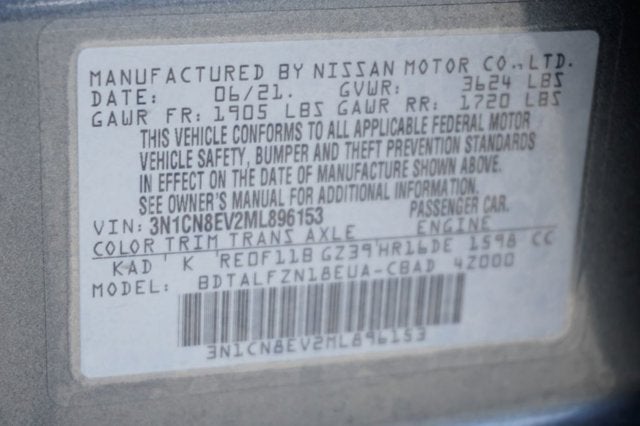 MANUFACTURED BY NISSAN MOTOR CO.,LTD.
DATE: 06/21. GVWR: 3624 LBS
GAWR FR: 1905 LBS GAWR RR: 1720 LBS
THIS VEHICLE CONFORMS TO ALL APPLICABLE FEDERAL MOTOR
VEHICLE SAFETY, BUMPER AND THEFT PREVENTION STANDARDS
IN EFFECT ON THE DATE OF MANUFACTURE SHOWN ABOVE.
SEE OWNER'S MANUAL FOR ADDITIONAL INFORMATION.
VIN: 3N1CN8EV2ML896153 PASSENGER CAR.
COLOR TRIM TRANS AXLE ENGINE
KAD ' K ' RE0F11B GZ39 HR16DE 1598 CC
MODEL: BDTALFZN18EUA-CBAD 4Z000
3N1CN8EV2ML896153